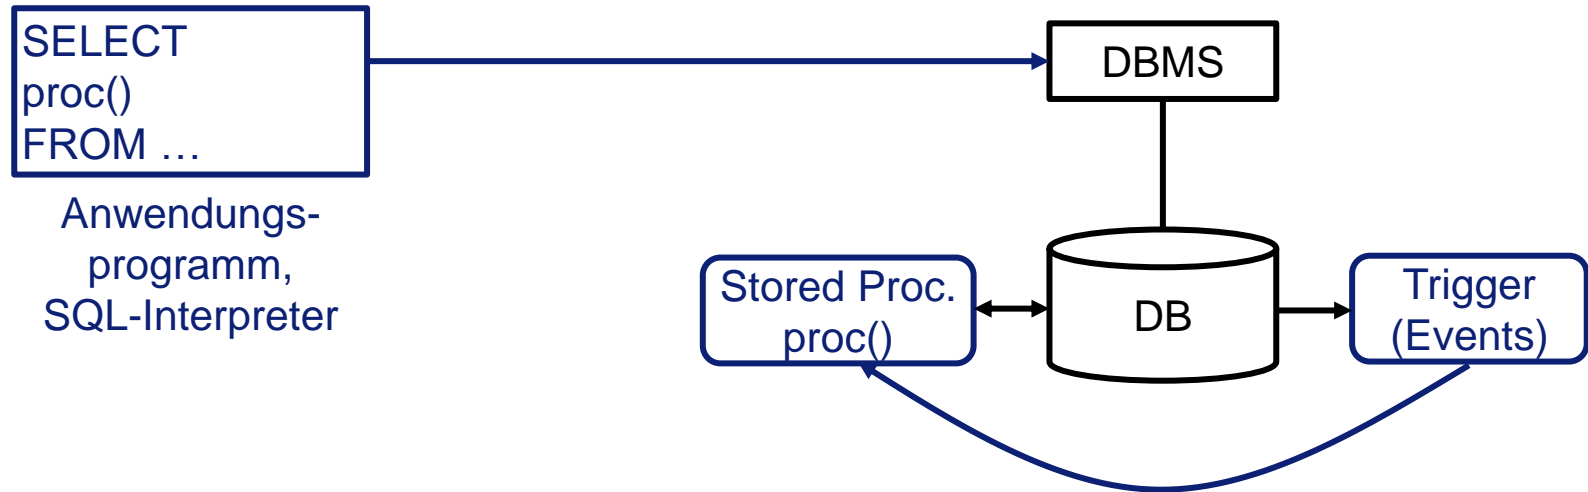 SELECT
proc()
FROM …
Anwendungs-
programm,
SQL-Interpreter
DBMS
Stored Proc.
proc()
DB
Trigger
(Events)